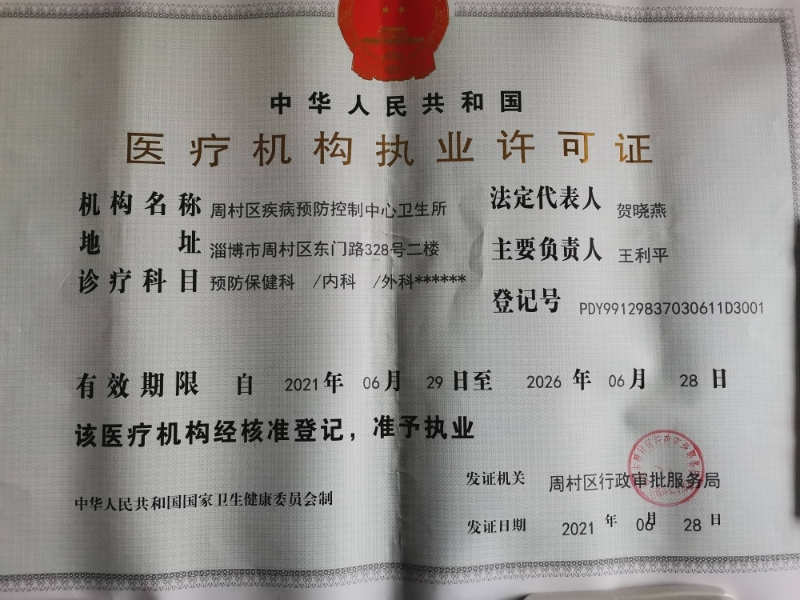 中华人民共和国
医疗机构执业许可证
机构名称 周村区疾病预防控制中心卫生所
法定代表人 贺晓燕
地址 淄博市周村区东门路328号二楼
主要负责人 王利平
诊疗科目 预防保健科 /内科 /外科******
登记号 PDY99129837030611D3001
有效期限 自 2021年 06月 29日至 2026年 06月 28日
该医疗机构经核准登记，准予执业
发证机关 周村区行政审批服务局
中华人民共和国国家卫生健康委员会制
发证日期 2021年 06月 28日